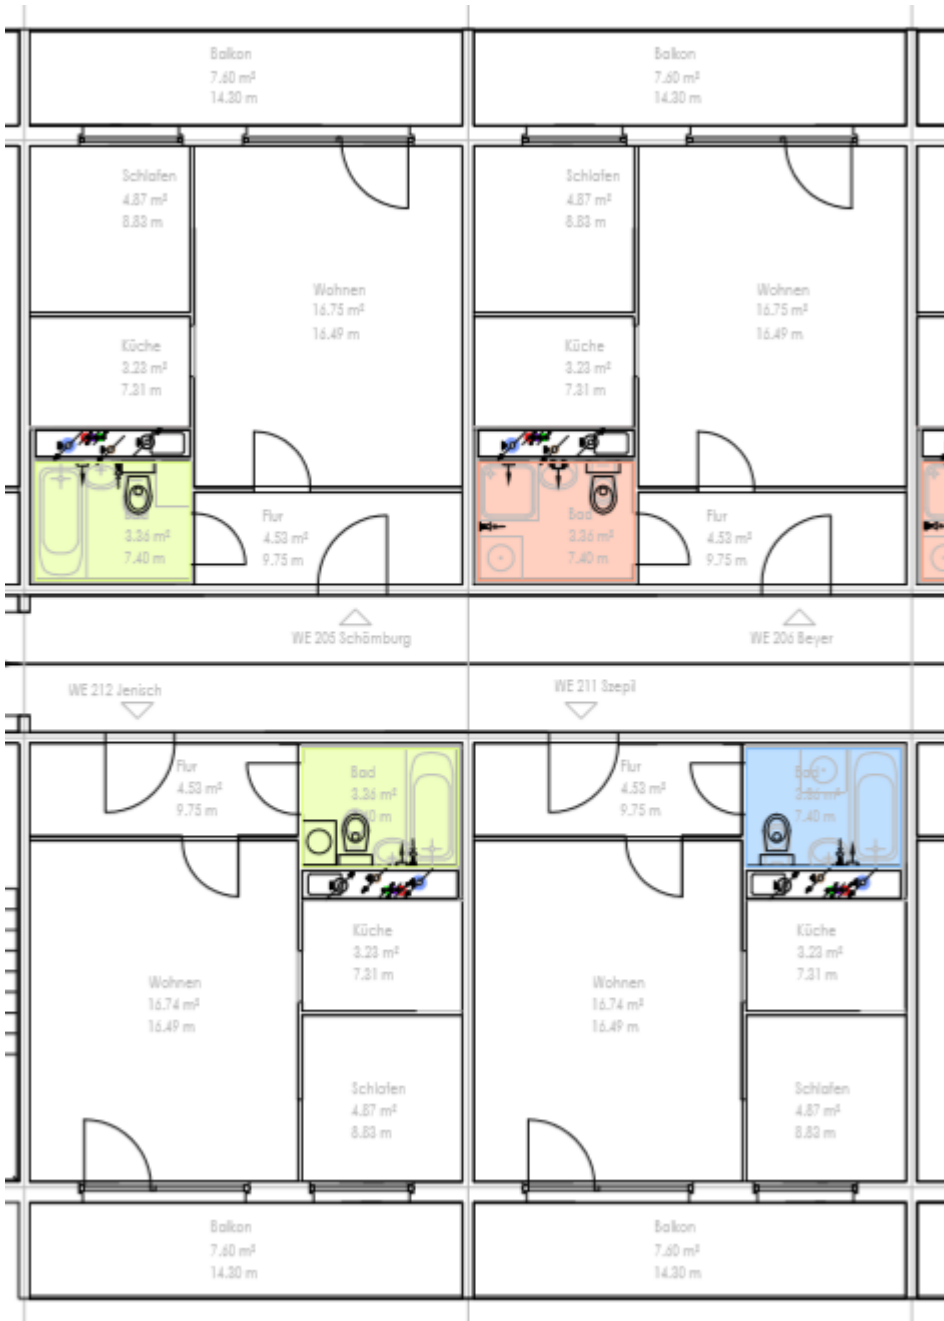 Balkon
7.60 m²
14.30 m
Balkon
7.60 m²
14.30 m
Schlafen
4.87 m²
8.83 m
Wohnen
16.75 m²
16.49 m
Schlafen
4.87 m²
8.83 m
Wohnen
16.75 m²
16.49 m
Küche
3.23 m²
7.31 m
Küche
3.23 m²
7.31 m
3.36 m²
7.40 m
Flur
4.53 m²
9.75 m
Bad
3.36 m²
7.40 m
Flur
4.53 m²
9.75 m
WE 205 Schömburg
WE 206 Beyer
WE 212 Jenisch
WE 211 Szepil
Flur
4.53 m²
9.75 m
Bad
3.36 m²
7.40 m
Flur
4.53 m²
9.75 m
Bad
3.36 m²
7.40 m
Küche
3.23 m²
7.31 m
Küche
3.23 m²
7.31 m
Wohnen
16.74 m²
16.49 m
Wohnen
16.74 m²
16.49 m
Schlafen
4.87 m²
8.83 m
Schlafen
4.87 m²
8.83 m
Balkon
7.60 m²
14.30 m
Balkon
7.60 m²
14.30 m